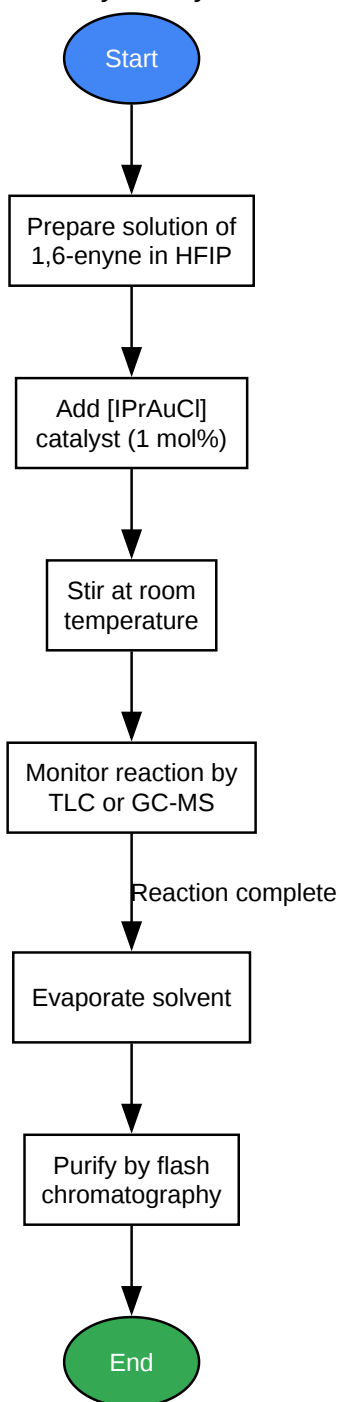 Start
Prepare solution of
1,6-enyne in HFIP
Add [IPrAuCl]
catalyst (1 mol%)
Stir at room
temperature
Monitor reaction by
TLC or GC-MS
Reaction complete
Evaporate solvent
Purify by flash
chromatography
End